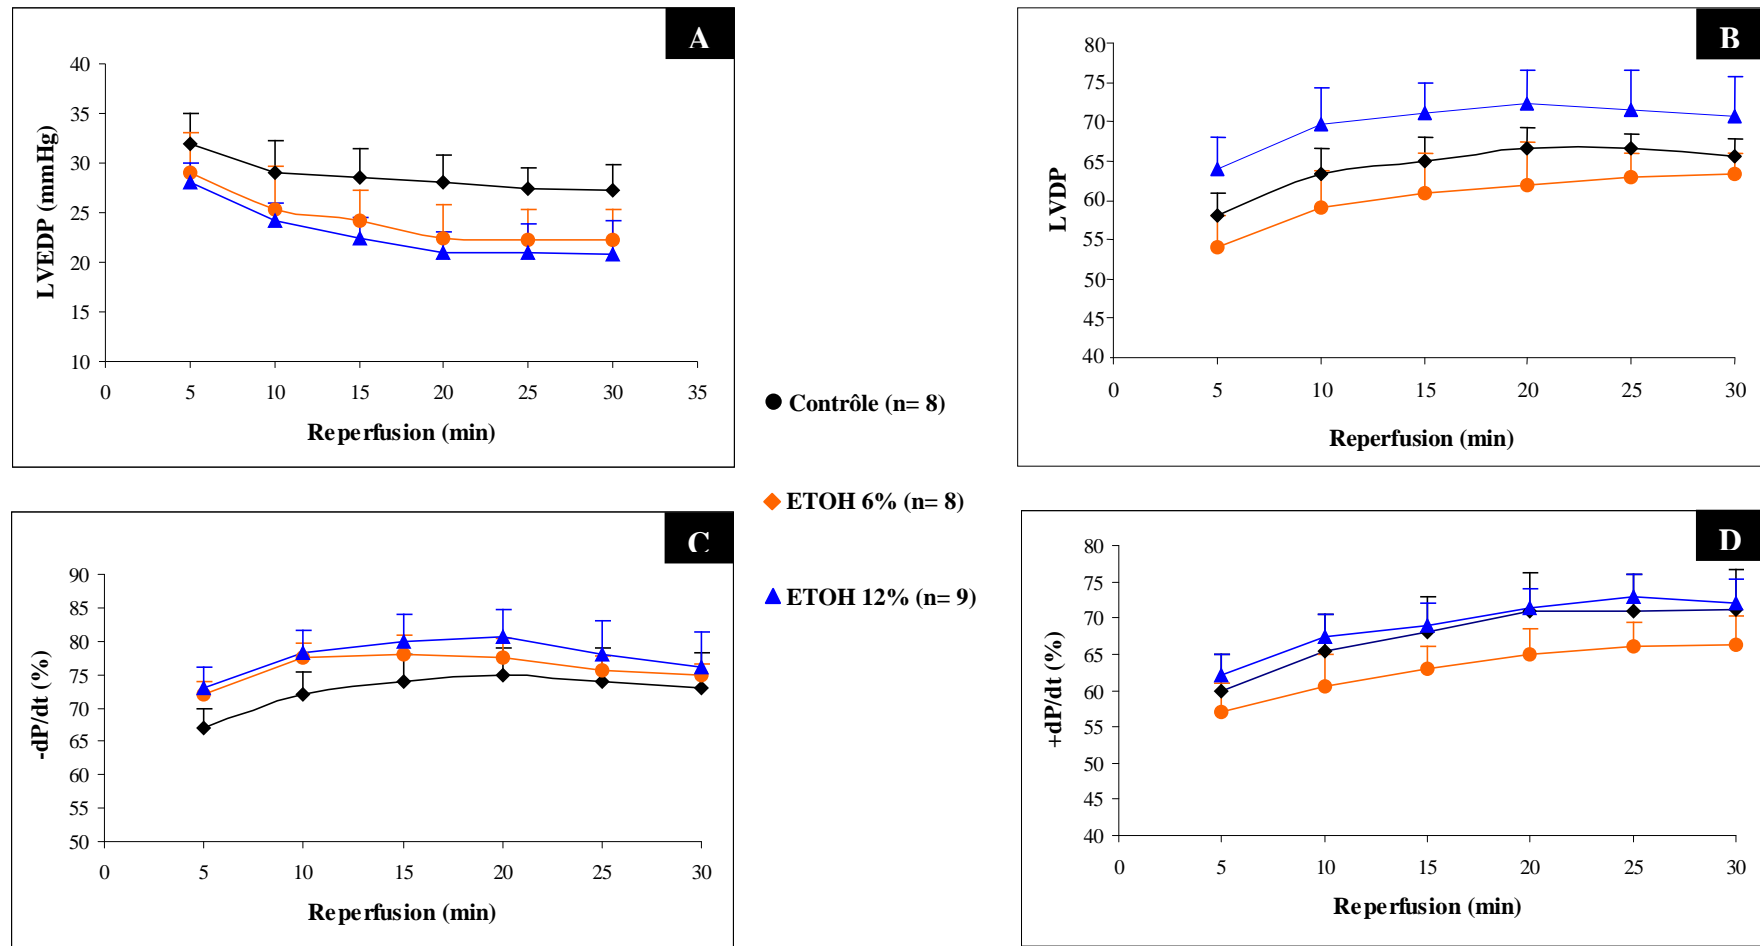 A
40
35
30
25
20
15
10
LVEDP (mmHg)
0 5 10 15 20 25 30 35
Reperfusion (min)
B
80
75
70
65
60
55
50
45
40
LVDP
0 5 10 15 20 25 30
Reperfusion (min)
Contrôle (n= 8)
ETOH 6% (n= 8)
ETOH 12% (n= 9)
C
90
85
80
75
70
65
60
55
50
-dP/dt (%)
0 5 10 15 20 25 30
Reperfusion (min)
D
80
75
70
65
60
55
50
45
40
+dP/dt (%)
0 5 10 15 20 25 30
Reperfusion (min)